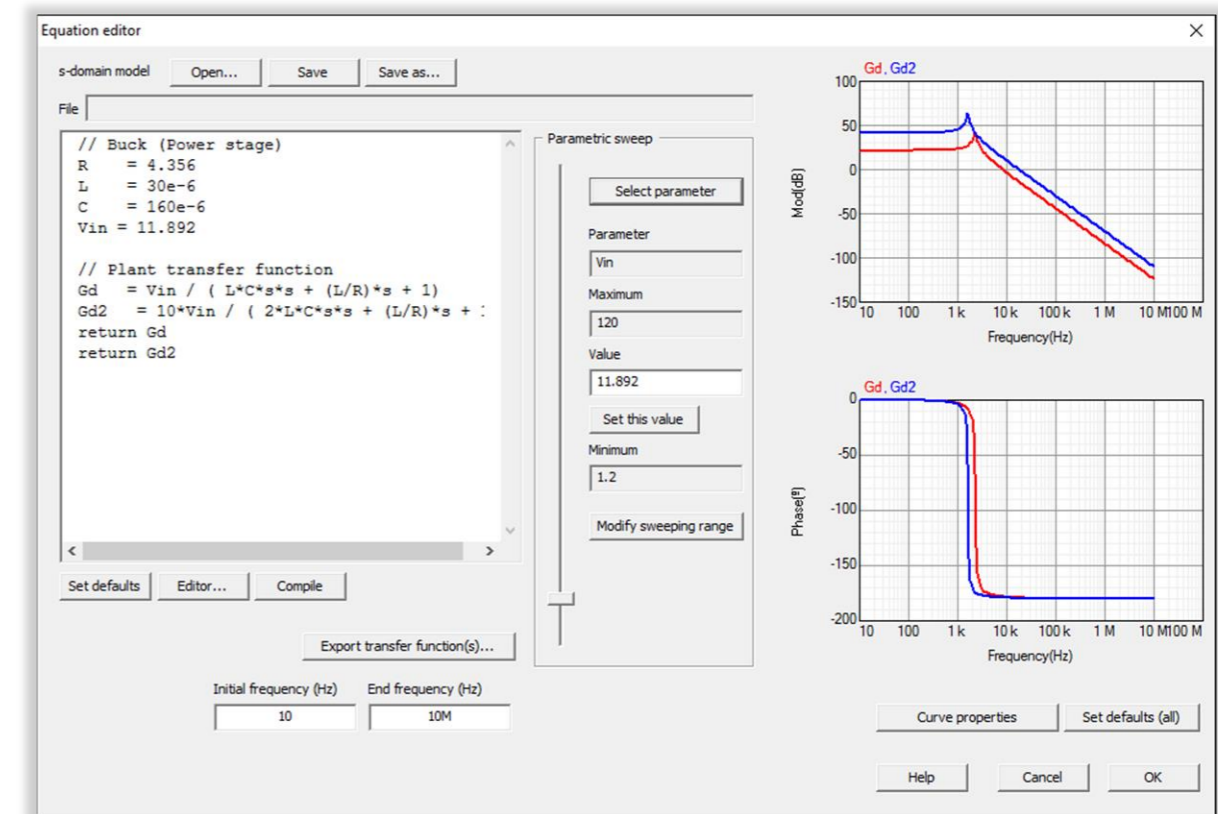 Equation editor
s-domain model Open... Save Save as...
File
// Buck (Power stage)
R = 4.356
L = 30e-6
C = 160e-6
Vin = 11.892
// Plant transfer function
Gd = Vin / ( L*C*s*s + (L/R)*s + 1)
Gd2 = 10*Vin / ( 2*L*C*s*s + (L/R)*s +
return Gd
return Gd2
Set defaults Editor... Compile
Export transfer function(s)...
Initial frequency (Hz) End frequency (Hz)
10 10M
Parametric sweep
Select parameter
Parameter
Vin
Maximum
120
Value
11.892
Set this value
Minimum
1.2
Modify sweeping range
Gd, Gd2
Mod(dB)
100
50
0
-50
-100
-150
10 100 1 k 10 k 100 k 1 M 10 M 100 M
Frequency(Hz)
Gd, Gd2
Phase(º)
0
-50
-100
-150
-200
10 100 1 k 10 k 100 k 1 M 10 M 100 M
Frequency(Hz)
Curve properties Set defaults (all)
Help Cancel OK